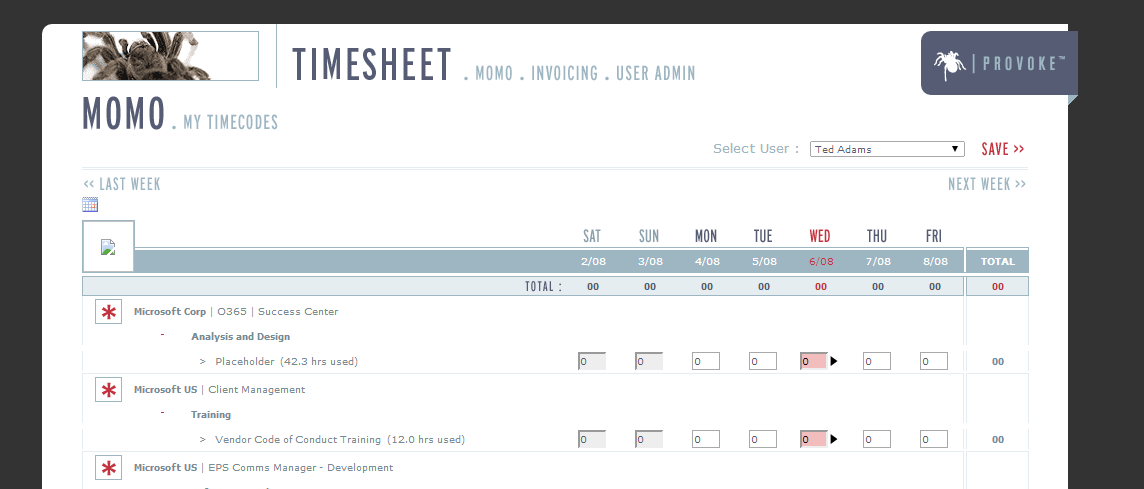 TIMESHEET . MOMO . INVOICING . USER ADMIN
| PROVOKE™
MOMO . MY TIMECODES
Select User : Ted Adams SAVE >>
<< LAST WEEK NEXT WEEK >>
SAT SUN MON TUE WED THU FRI
2/08 3/08 4/08 5/08 6/08 7/08 8/08 TOTAL
TOTAL : 00 00 00 00 00 00 00 00
* Microsoft Corp | O365 | Success Center
- Analysis and Design
> Placeholder (42.3 hrs used) 0 0 0 0 0 0 0 00
* Microsoft US | Client Management
- Training
> Vendor Code of Conduct Training (12.0 hrs used) 0 0 0 0 0 0 0 00
* Microsoft US | EPS Comms Manager - Development